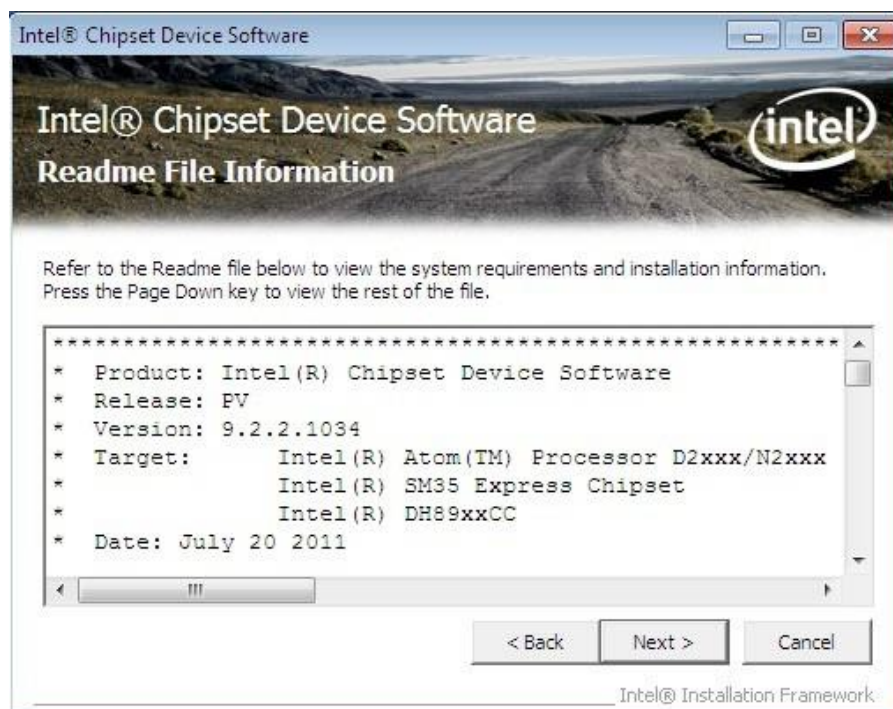 Intel® Chipset Device Software
Intel® Chipset Device Software
intel
Readme File Information
Refer to the Readme file below to view the system requirements and installation information.
Press the Page Down key to view the rest of the file.
************************************************************
* Product: Intel(R) Chipset Device Software
* Release: PV
* Version: 9.2.2.1034
* Target: Intel(R) Atom(TM) Processor D2xxx/N2xxx
* Intel(R) SM35 Express Chipset
* Intel(R) DH89xxCC
* Date: July 20 2011
< Back Next > Cancel
Intel® Installation Framework